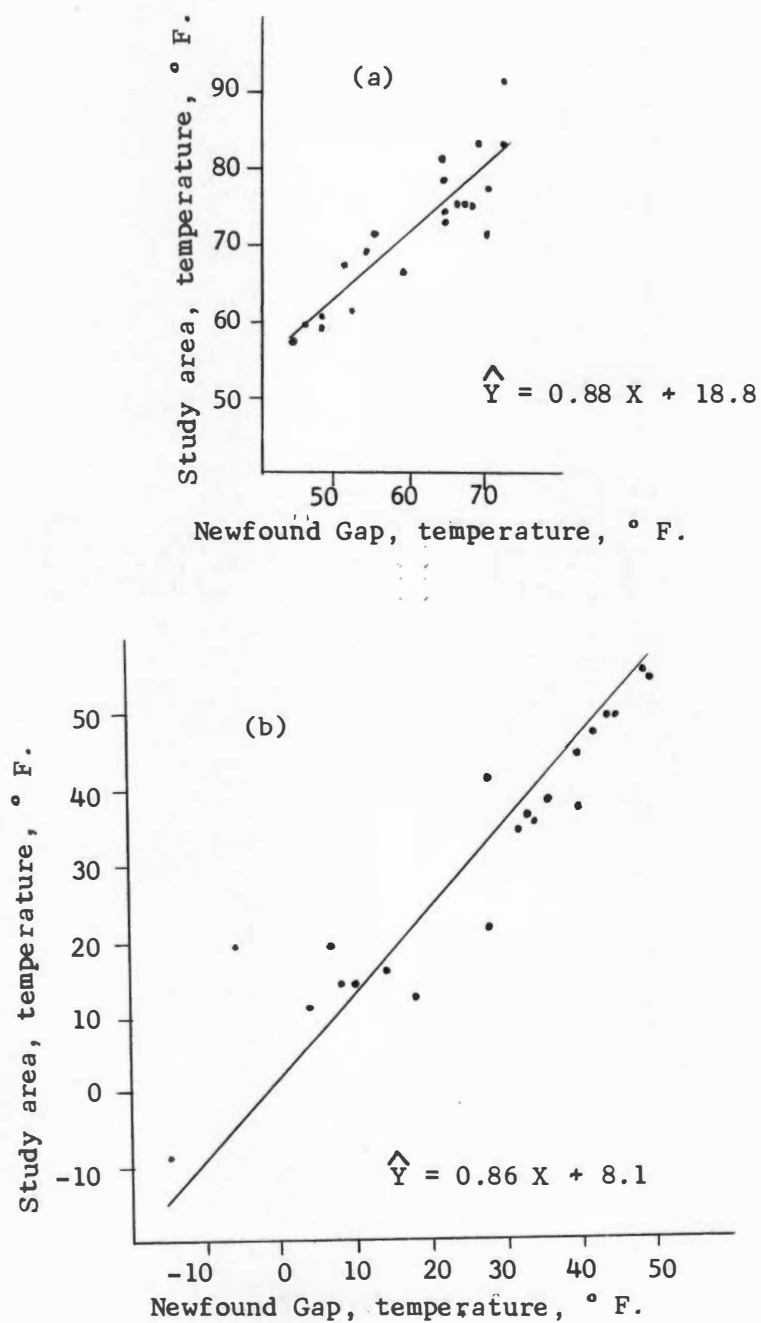 Study area, temperature, ° F.
(a)
90
80
70
60
50
Ŷ = 0.88 X + 18.8
50 60 70
Newfound Gap, temperature, ° F.
Study area, temperature, ° F.
(b)
50
40
30
20
10
0
-10
Ŷ = 0.86 X + 8.1
-10 0 10 20 30 40 50
Newfound Gap, temperature, ° F.